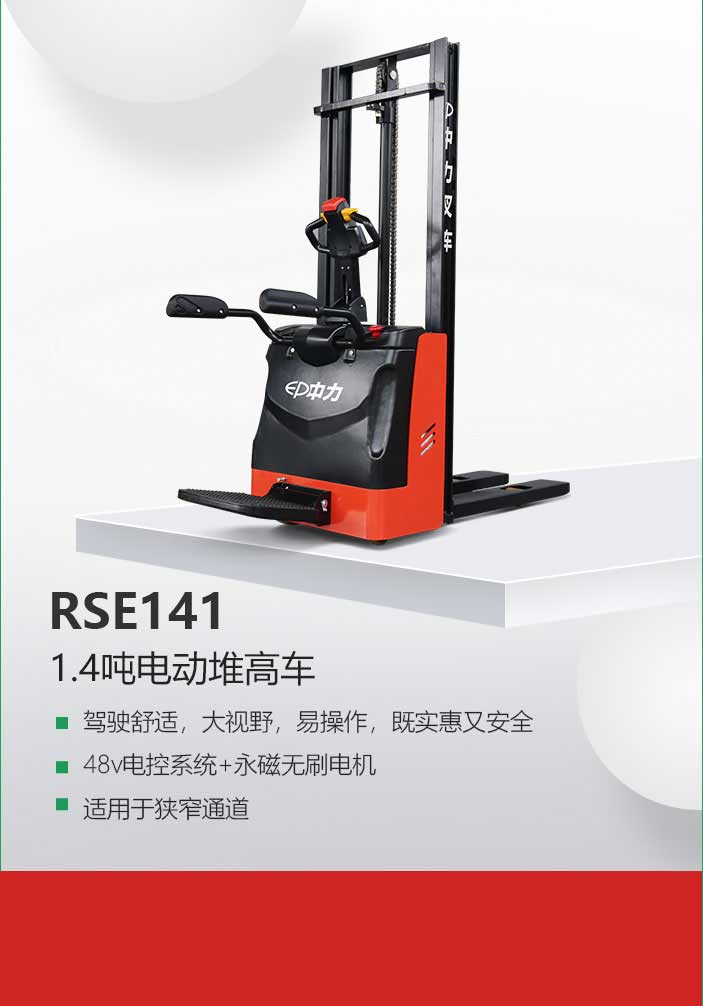 中力叉车
EP中力
RSE141
1.4吨电动堆高车
驾驶舒适，大视野，易操作，既实惠又安全
48v电控系统+永磁无刷电机
适用于狭窄通道